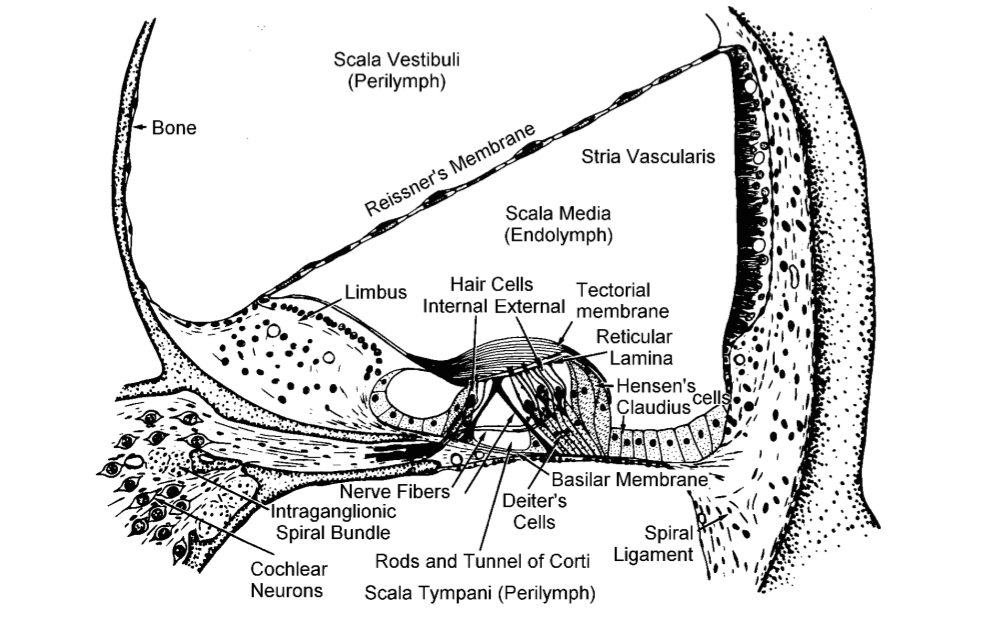 Scala Vestibuli
(Perilymph)
Bone
Reissner's Membrane
Stria Vascularis
Scala Media
(Endolymph)
Limbus
Hair Cells
Internal External
Tectorial
membrane
Reticular
Lamina
Hensen's
Claudius cells
Basilar Membrane
Nerve Fibers
Intraganglionic
Spiral Bundle
Deiter's
Cells
Spiral
Ligament
Rods and Tunnel of Corti
Cochlear
Neurons
Scala Tympani (Perilymph)